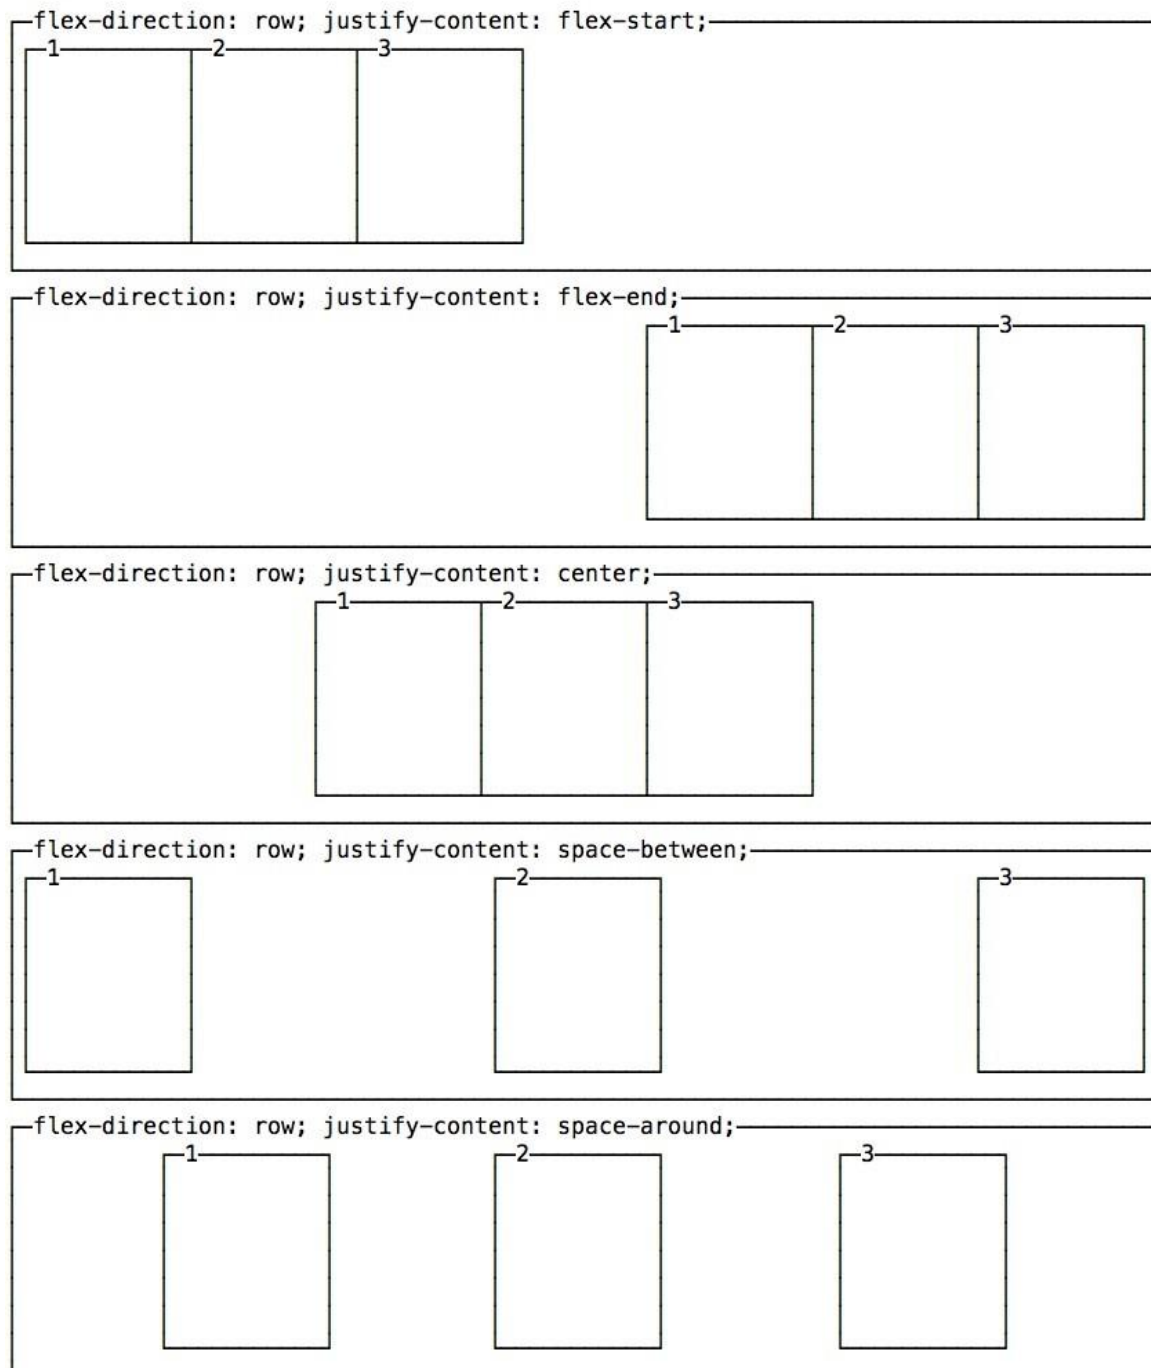 flex-direction: row; justify-content: flex-start;
1 2 3
flex-direction: row; justify-content: flex-end;
1 2 3
flex-direction: row; justify-content: center;
1 2 3
flex-direction: row; justify-content: space-between;
1 2 3
flex-direction: row; justify-content: space-around;
1 2 3